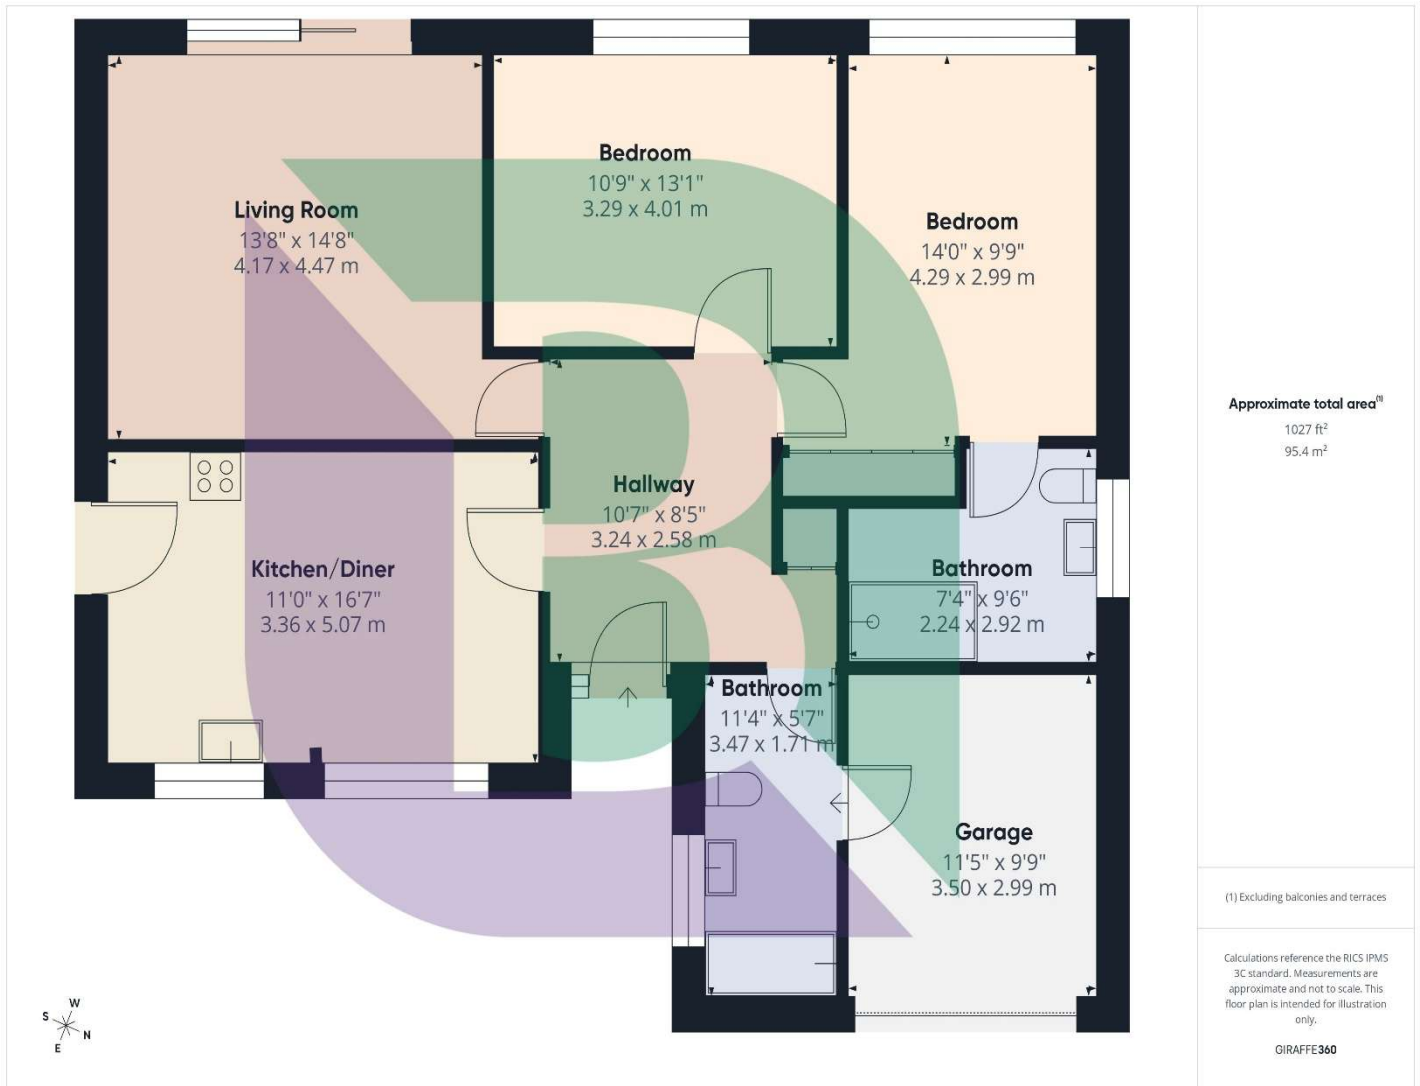 Living Room
13'8" x 14'8"
4.17 x 4.47 m
Bedroom
10'9" x 13'1"
3.29 x 4.01 m
Bedroom
14'0" x 9'9"
4.29 x 2.99 m
Hallway
10'7" x 8'5"
3.24 x 2.58 m
Kitchen/Diner
11'0" x 16'7"
3.36 x 5.07 m
Bathroom
7'4" x 9'6"
2.24 x 2.92 m
Bathroom
11'4" x 5'7"
3.47 x 1.71 m
Garage
11'5" x 9'9"
3.50 x 2.99 m
W
S
N
E
Approximate total area(1)
1027 ft²
95.4 m²
(1) Excluding balconies and terraces
Calculations reference the RICS IPMS
3C standard. Measurements are
approximate and not to scale. This
floor plan is intended for illustration
only.
GIRAFFE360